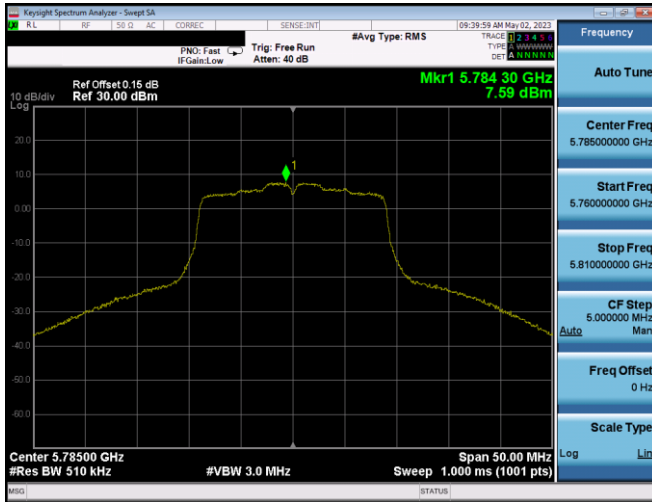 Keysight Spectrum Analyzer - Swept SA
RL RF 50 Ω AC CORREC SENSE:INT 09:39:59 AM May 02, 2023
#Avg Type: RMS
TRACE 1 2 3 4 5 6
TYPE A WWWWW
DET A N N N N N
PNO: Fast
IFGain:Low
Trig: Free Run
Atten: 40 dB
Mkr1 5.784 30 GHz
7.59 dBm
Ref Offset 0.15 dB
Ref 30.00 dBm
10 dB/div
Log
20.0
10.0
0.00
-10.0
-20.0
-30.0
-40.0
-50.0
-60.0
1
Center 5.78500 GHz
Span 50.00 MHz
#Res BW 510 kHz
#VBW 3.0 MHz
Sweep 1.000 ms (1001 pts)
MSG
STATUS
Frequency
Auto Tune
Center Freq
5.785000000 GHz
Start Freq
5.760000000 GHz
Stop Freq
5.810000000 GHz
CF Step
5.000000 MHz
Auto Man
Freq Offset
0 Hz
Scale Type
Log Lin